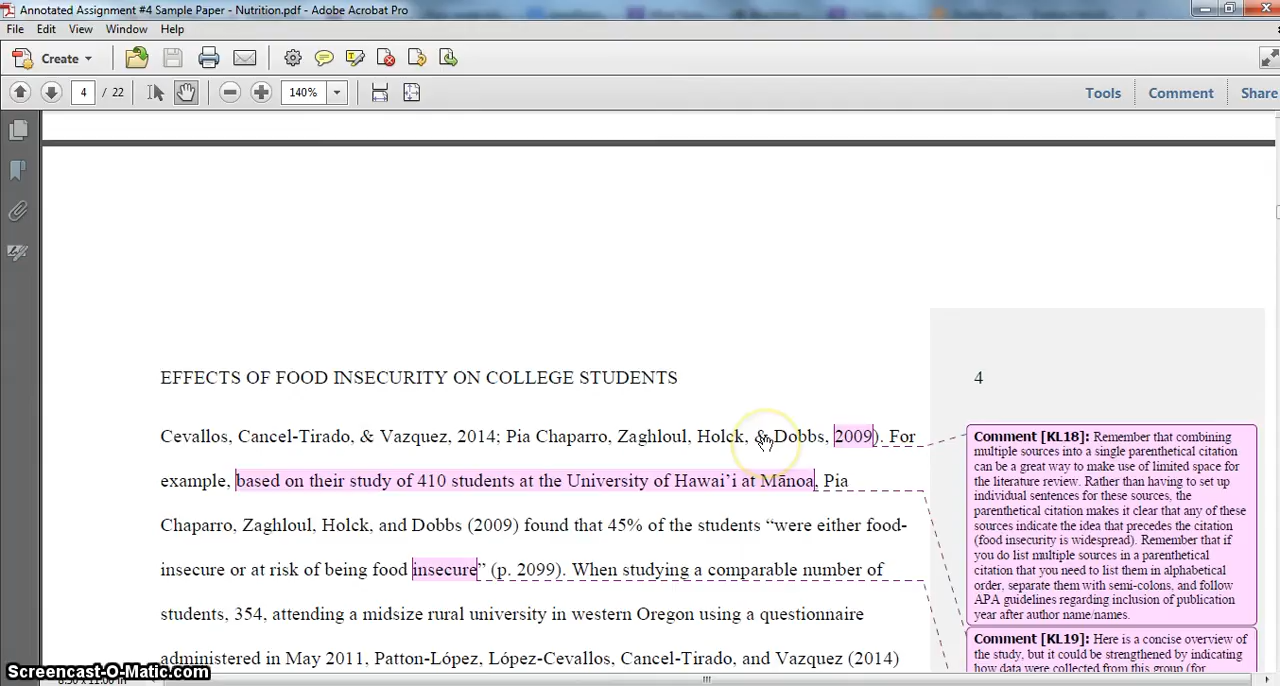 Annotated Assignment #4 Sample Paper - Nutrition.pdf - Adobe Acrobat Pro
File Edit View Window Help
Create
4 / 22 140% Tools Comment Share
EFFECTS OF FOOD INSECURITY ON COLLEGE STUDENTS 4
Cevallos, Cancel-Tirado, & Vazquez, 2014; Pia Chaparro, Zaghloul, Holck, & Dobbs, 2009). For
example, based on their study of 410 students at the University of Hawai’i at Mānoa, Pia
Chaparro, Zaghloul, Holck, and Dobbs (2009) found that 45% of the students “were either food-
insecure or at risk of being food insecure” (p. 2099). When studying a comparable number of
students, 354, attending a midsize rural university in western Oregon using a questionnaire
administered in May 2011, Patton-López, López-Cevallos, Cancel-Tirado, and Vazquez (2014)
Comment [KL18]: Remember that combining
multiple sources into a single parenthetical citation
can be a great way to make use of limited space for
the literature review. Rather than having to set up
individual sentences for these sources, the
parenthetical citation makes it clear that any of these
sources indicate the idea that precedes the citation
(food insecurity is widespread). Remember that if
you do list multiple sources in a parenthetical
citation that you need to list them in alphabetical
order, separate them with semi-colons, and follow
APA guidelines regarding inclusion of publication
year after author name/names.
Comment [KL19]: Here is a concise overview of
the study, but it could be strengthened by indicating
how data were collected from this group (for
Screencast-O-Matic.com